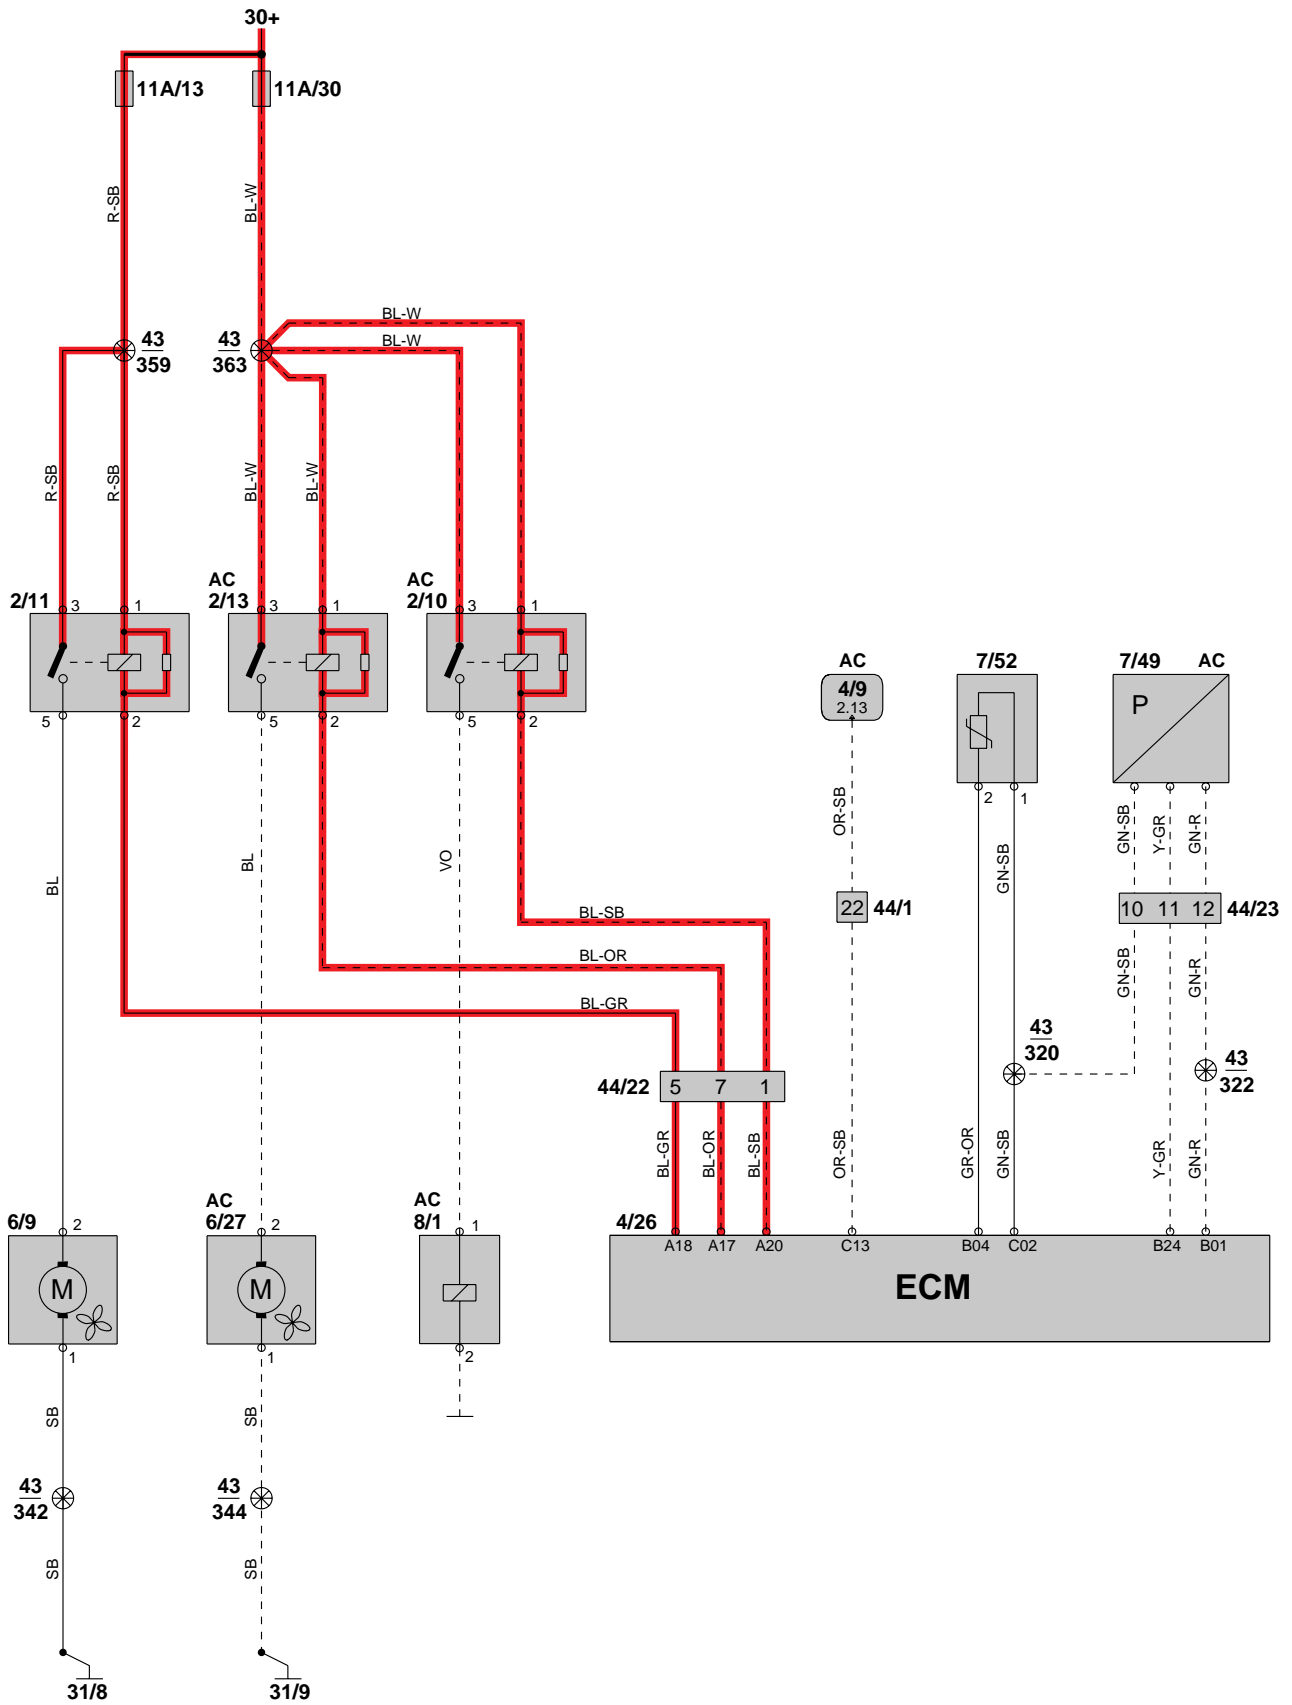 30+
11A/13
11A/30
R-SB
BL-W
BL-W
BL-W
43
359
43
363
R-SB
R-SB
BL-W
BL-W
AC
AC
2/11
3
1
2/13
3
1
2/10
3
1
5
2
5
2
5
2
AC
4/9
2.13
7/52
7/49
AC
P
2
1
OR-SB
GN-SB
GN-SB
Y-GR
GN-R
BL
BL
VO
22
44/1
10
11
12
44/23
BL-SB
BL-OR
BL-GR
GN-SB
GN-R
43
320
43
322
44/22
5
7
1
BL-GR
BL-OR
BL-SB
OR-SB
GR-OR
GN-SB
Y-GR
GN-R
AC
AC
6/9
2
6/27
2
8/1
1
4/26
A18
A17
A20
C13
B04
C02
B24
B01
M
M
ECM
1
1
2
SB
SB
43
342
43
344
SB
SB
31/8
31/9